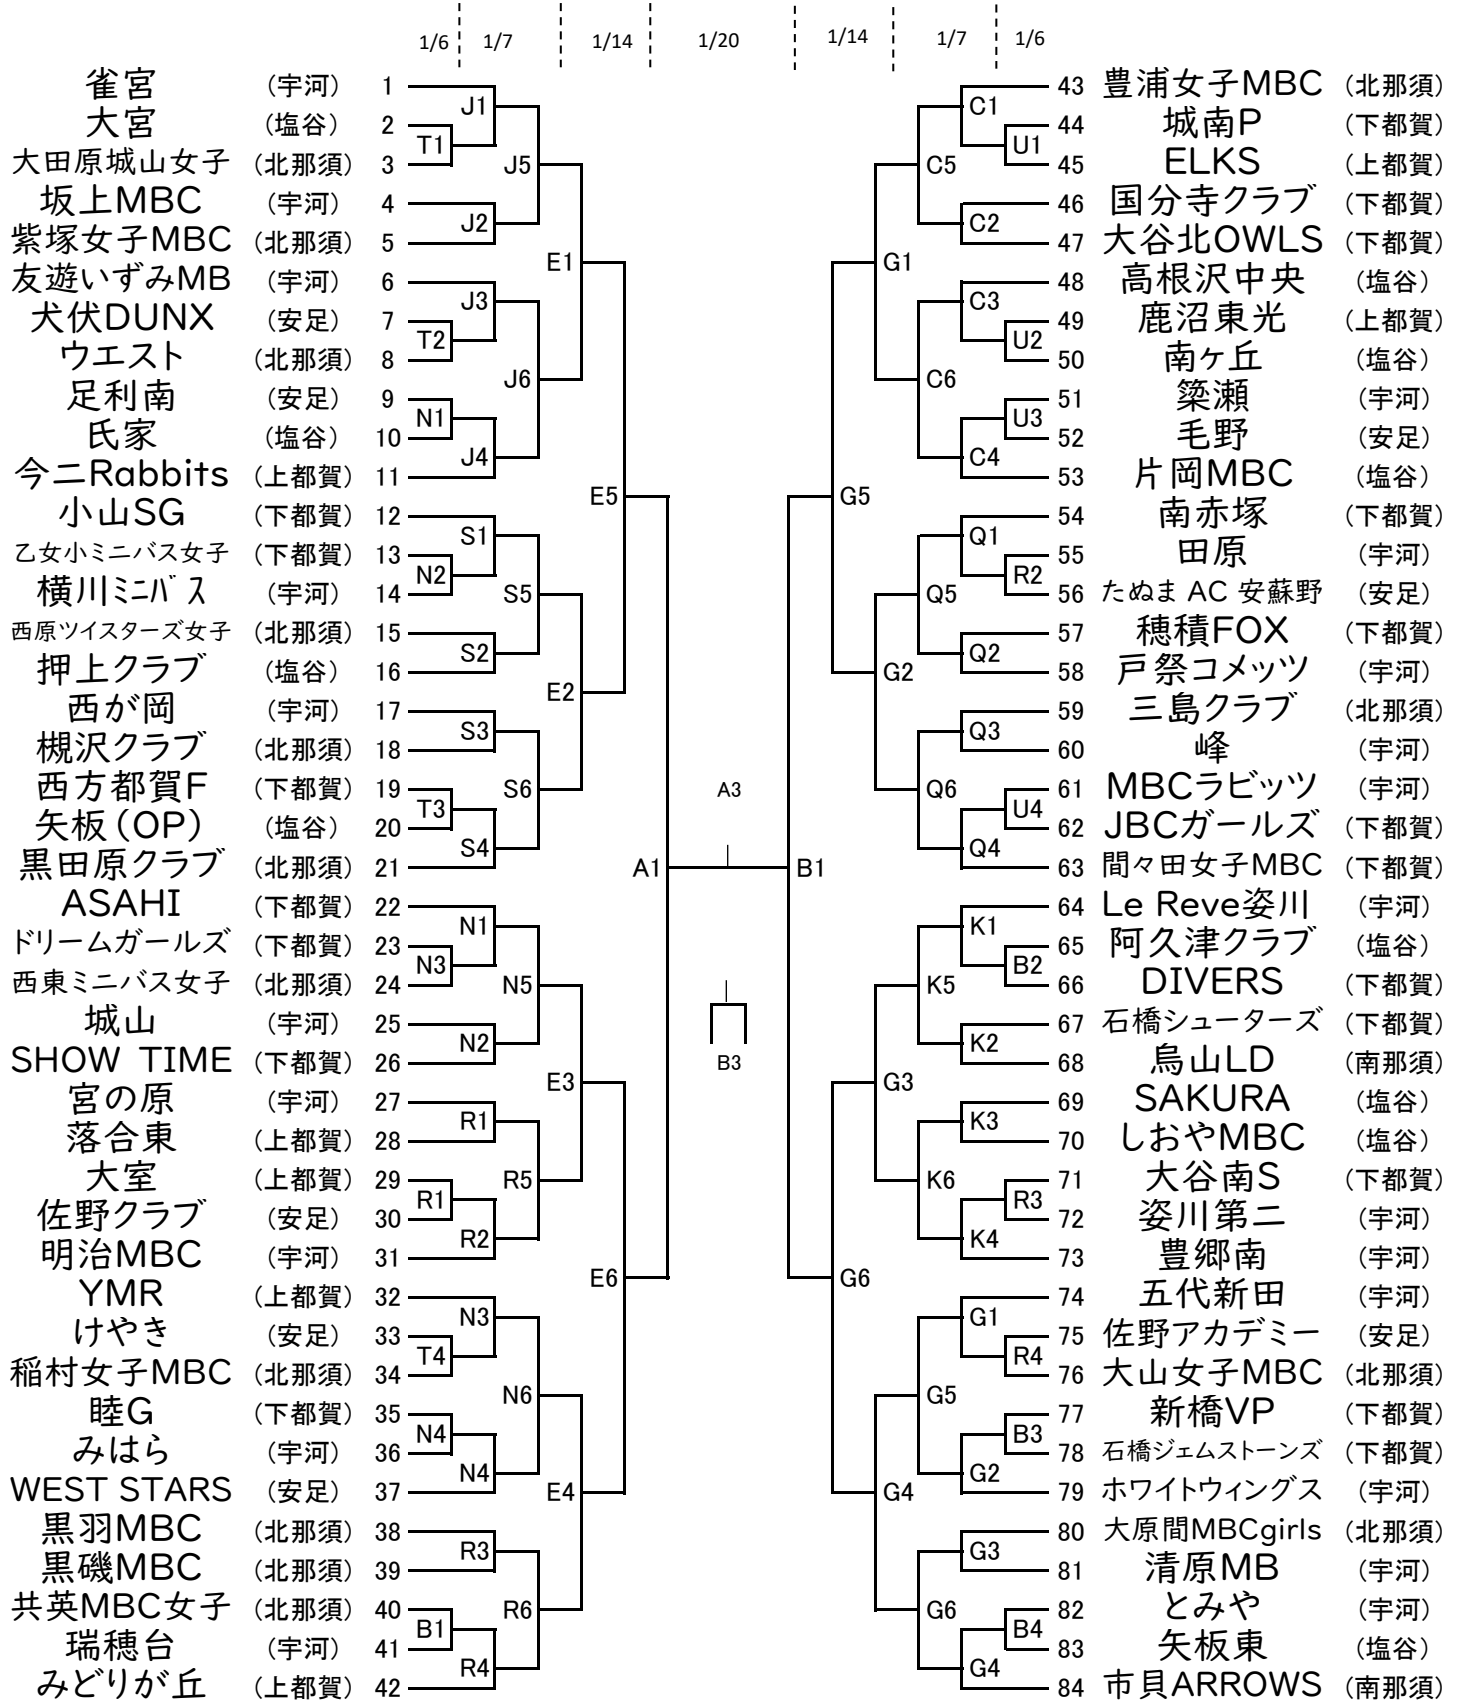 1/6 1/7 1/14 1/20 1/14 1/7 1/6
雀宮 (宇河) 1
大宮 (塩谷) 2
大田原城山女子 (北那須) 3
坂上MBC (宇河) 4
紫塚女子MBC (北那須) 5
友遊いずみMB (宇河) 6
犬伏DUNX (安足) 7
ウエスト (北那須) 8
足利南 (安足) 9
氏家 (塩谷) 10
今二Rabbits (上都賀) 11
小山SG (下都賀) 12
乙女小ミニバス女子 (下都賀) 13
横川ミニバス (宇河) 14
西原ツイスターズ女子 (北那須) 15
押上クラブ (塩谷) 16
西が岡 (宇河) 17
槻沢クラブ (北那須) 18
西方都賀F (下都賀) 19
矢板(OP) (塩谷) 20
黒田原クラブ (北那須) 21
ASAHI (下都賀) 22
ドリームガールズ (下都賀) 23
西東ミニバス女子 (北那須) 24
城山 (宇河) 25
SHOW TIME (下都賀) 26
宮の原 (宇河) 27
落合東 (上都賀) 28
大室 (上都賀) 29
佐野クラブ (安足) 30
明治MBC (宇河) 31
YMR (上都賀) 32
けやき (安足) 33
稲村女子MBC (北那須) 34
睦G (下都賀) 35
みはら (宇河) 36
WEST STARS (安足) 37
黒羽MBC (北那須) 38
黒磯MBC (北那須) 39
共英MBC女子 (北那須) 40
瑞穂台 (宇河) 41
みどりが丘 (上都賀) 42
T1
T2
N1
N2
T3
N3
R1
T4
N4
B1
J1
J2
J3
J4
S1
S2
S3
S4
N1
N2
R1
R2
N3
N4
R3
R4
J5
J6
S5
S6
N5
R5
N6
R6
E1
E2
E3
E4
E5
E6
A1
A3
B3
B1
G5
G6
G1
G2
G3
G4
C5
C6
Q5
Q6
K5
K6
G5
G6
C1
C2
C3
C4
Q1
Q2
Q3
Q4
K1
K2
K3
K4
G1
G2
G3
G4
U1
U2
U3
R2
U4
B2
R3
R4
B3
B4
43 豊浦女子MBC (北那須)
44 城南P (下都賀)
45 ELKS (上都賀)
46 国分寺クラブ (下都賀)
47 大谷北OWLS (下都賀)
48 高根沢中央 (塩谷)
49 鹿沼東光 (上都賀)
50 南ヶ丘 (塩谷)
51 簗瀬 (宇河)
52 毛野 (安足)
53 片岡MBC (塩谷)
54 南赤塚 (下都賀)
55 田原 (宇河)
56 たぬま AC 安蘇野 (安足)
57 穂積FOX (下都賀)
58 戸祭コメッツ (宇河)
59 三島クラブ (北那須)
60 峰 (宇河)
61 MBCラビッツ (宇河)
62 JBCガールズ (下都賀)
63 間々田女子MBC (下都賀)
64 Le Reve姿川 (宇河)
65 阿久津クラブ (塩谷)
66 DIVERS (下都賀)
67 石橋シューターズ (下都賀)
68 烏山LD (南那須)
69 SAKURA (塩谷)
70 しおやMBC (塩谷)
71 大谷南S (下都賀)
72 姿川第二 (宇河)
73 豊郷南 (宇河)
74 五代新田 (宇河)
75 佐野アカデミー (安足)
76 大山女子MBC (北那須)
77 新橋VP (下都賀)
78 石橋ジェムストーンズ (下都賀)
79 ホワイトウィングス (宇河)
80 大原間MBCgirls (北那須)
81 清原MB (宇河)
82 とみや (宇河)
83 矢板東 (塩谷)
84 市貝ARROWS (南那須)